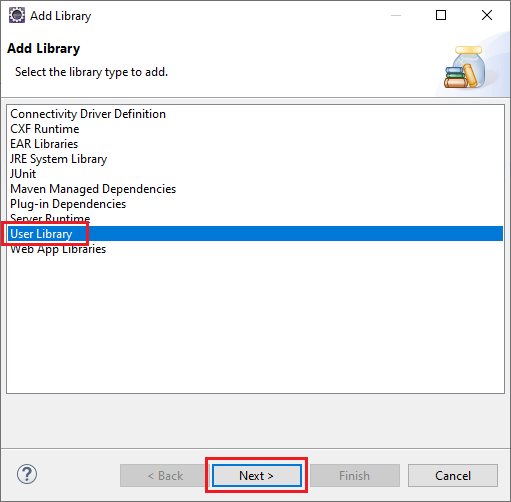 Add Library
Add Library
Select the library type to add.
Connectivity Driver Definition
CXF Runtime
EAR Libraries
JRE System Library
JUnit
Maven Managed Dependencies
Plug-in Dependencies
Server Runtime
User Library
Web App Libraries
? < Back Next > Finish Cancel